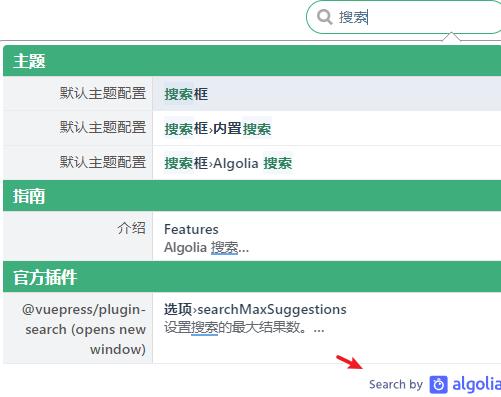 搜索
主题
默认主题配置 搜索框
默认主题配置 搜索框›内置搜索
默认主题配置 搜索框›Algolia 搜索
指南
介绍 Features
Algolia 搜索...
官方插件
@vuepress/plugin- 选项›searchMaxSuggestions
search (opens new 设置搜索的最大结果数。...
window)
Search by algolia